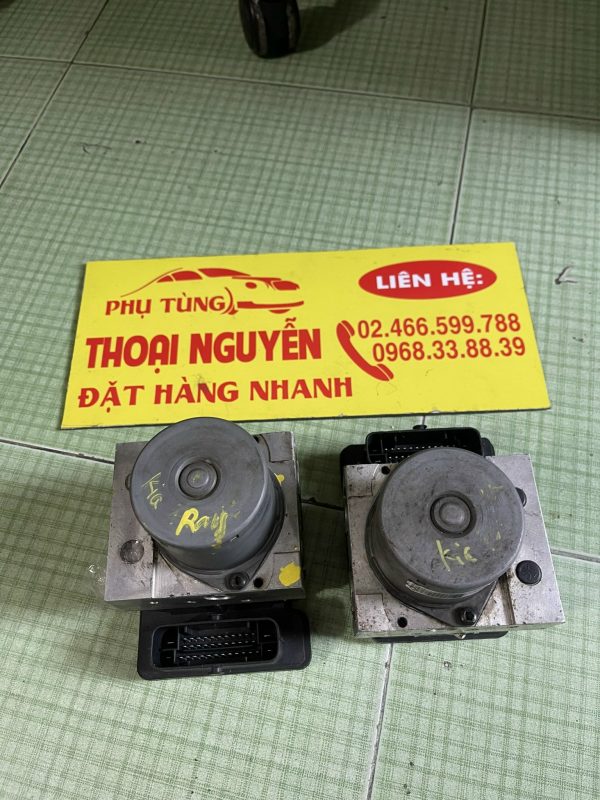 PHỤ TÙNG
THOẠI NGUYỄN
ĐẶT HÀNG NHANH
LIÊN HỆ:
02.466.599.788
0968.33.88.39
KIA
Ray
Kia